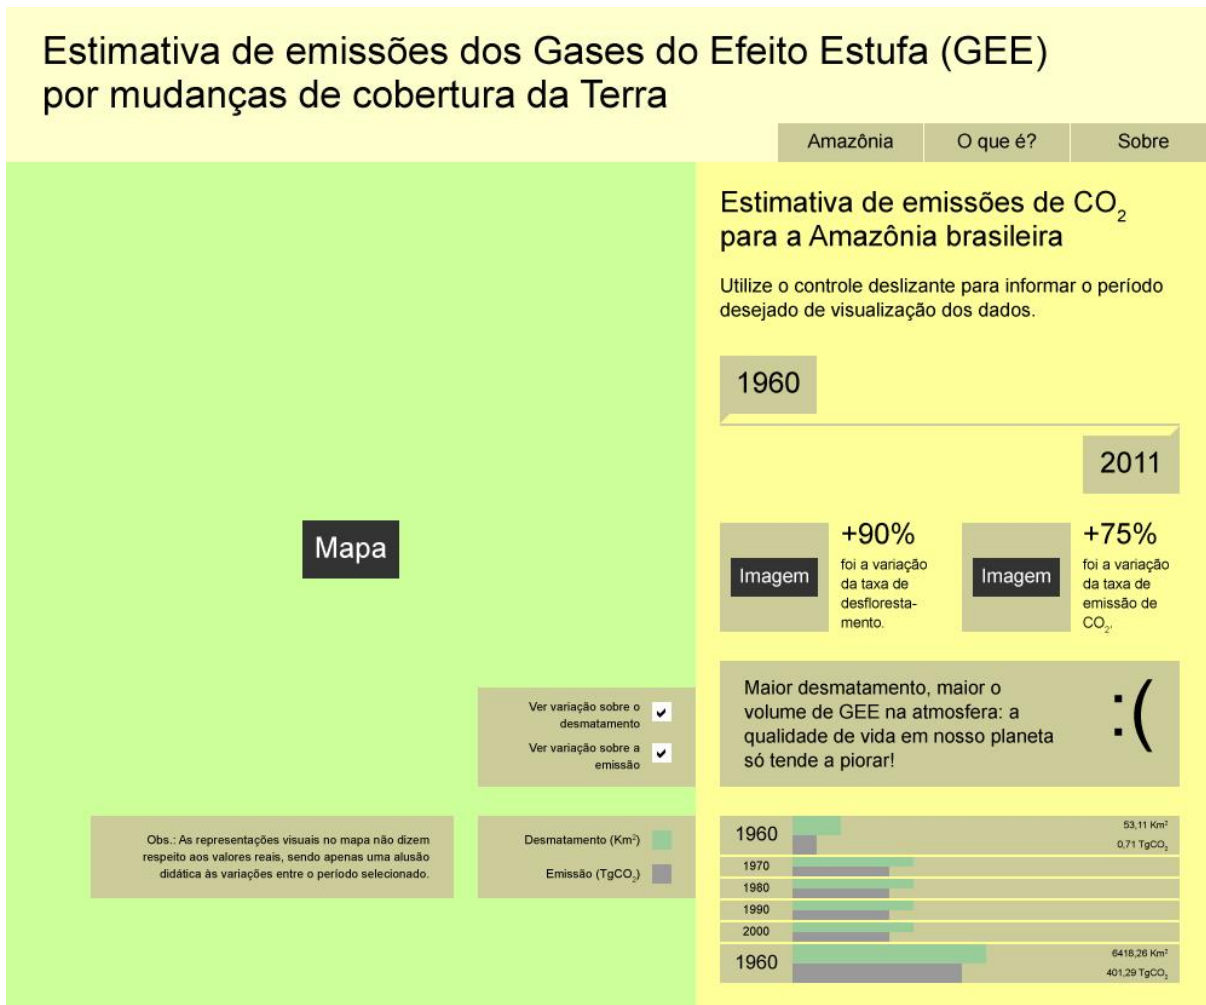 Estimativa de emissões dos Gases do Efeito Estufa (GEE)
por mudanças de cobertura da Terra
Amazônia
O que é?
Sobre
Mapa
Ver variação sobre o
desmatamento
Ver variação sobre a
emissão
Obs.: As representações visuais no mapa não dizem
respeito aos valores reais, sendo apenas uma alusão
didática às variações entre o período selecionado.
Desmatamento (Km²)
Emissão (TgCO₂)
Estimativa de emissões de CO₂
para a Amazônia brasileira
Utilize o controle deslizante para informar o período
desejado de visualização dos dados.
1960
2011
Imagem
+90%
foi a variação
da taxa de
desfloresta-
mento.
Imagem
+75%
foi a variação
da taxa de
emissão de
CO₂.
Maior desmatamento, maior o
volume de GEE na atmosfera: a
qualidade de vida em nosso planeta
só tende a piorar!
:(
1960
53,11 Km²
0,71 TgCO₂
1970
1980
1990
2000
1960
6418,26 Km²
401,29 TgCO₂